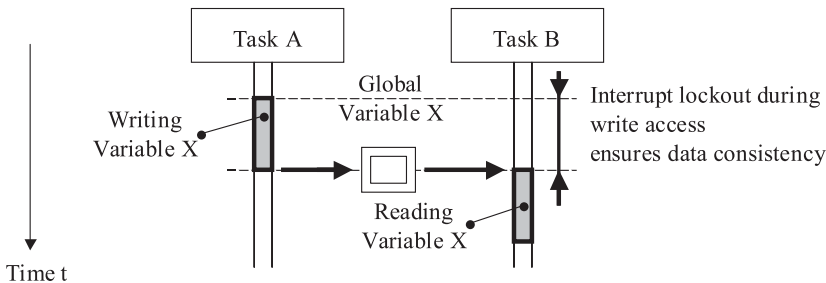 Task A
Task B
Global
Variable X
Writing
Variable X
Interrupt lockout during
write access
ensures data consistency
Reading
Variable X
Time t